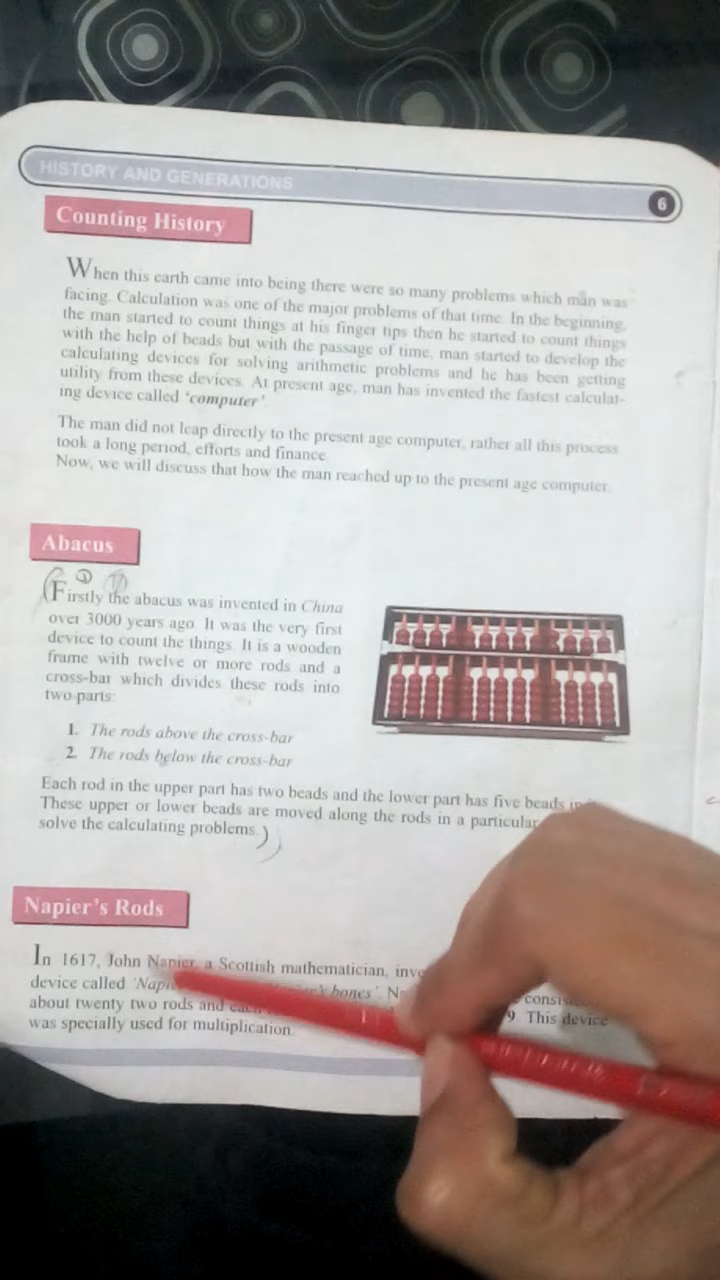 HISTORY AND GENERATIONS
6
Counting History
When this earth came into being there were so many problems which man was
facing. Calculation was one of the major problems of that time. In the beginning,
the man started to count things at his finger tips then he started to count things
with the help of beads but with the passage of time, man started to develop the
calculating devices for solving arithmetic problems and he has been getting
utility from these devices. At present age, man has invented the fastest calculat-
ing device called 'computer'.
The man did not leap directly to the present age computer, rather all this process
took a long period, efforts and finance.
Now, we will discuss that how the man reached up to the present age computer.
Abacus
(Firstly the abacus was invented in China
over 3000 years ago. It was the very first
device to count the things. It is a wooden
frame with twelve or more rods and a
cross-bar which divides these rods into
two parts:
1. The rods above the cross-bar
2. The rods below the cross-bar
Each rod in the upper part has two beads and the lower part has five beads
These upper or lower beads are moved along the rods in a particular
solve the calculating problems.)
Napier's Rods
In 1617, John Napier, a Scottish mathematician,
device called bones'.
about twenty two rods and 9. This device
was specially used for multiplication.